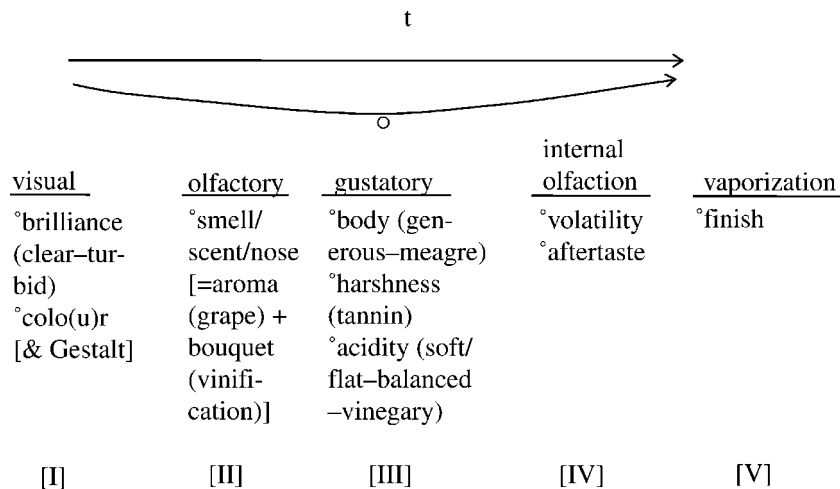 t
visual
°brilliance
(clear–tur-
bid)
°colo(u)r
[& Gestalt]
olfactory
°smell/
scent/nose
[=aroma
(grape) +
bouquet
(vinifi-
cation)]
gustatory
°body (gen-
erous–meagre)
°harshness
(tannin)
°acidity (soft/
flat–balanced
–vinegary)
internal
olfaction
°volatility
°aftertaste
vaporization
°finish
[I] [II] [III] [IV] [V]